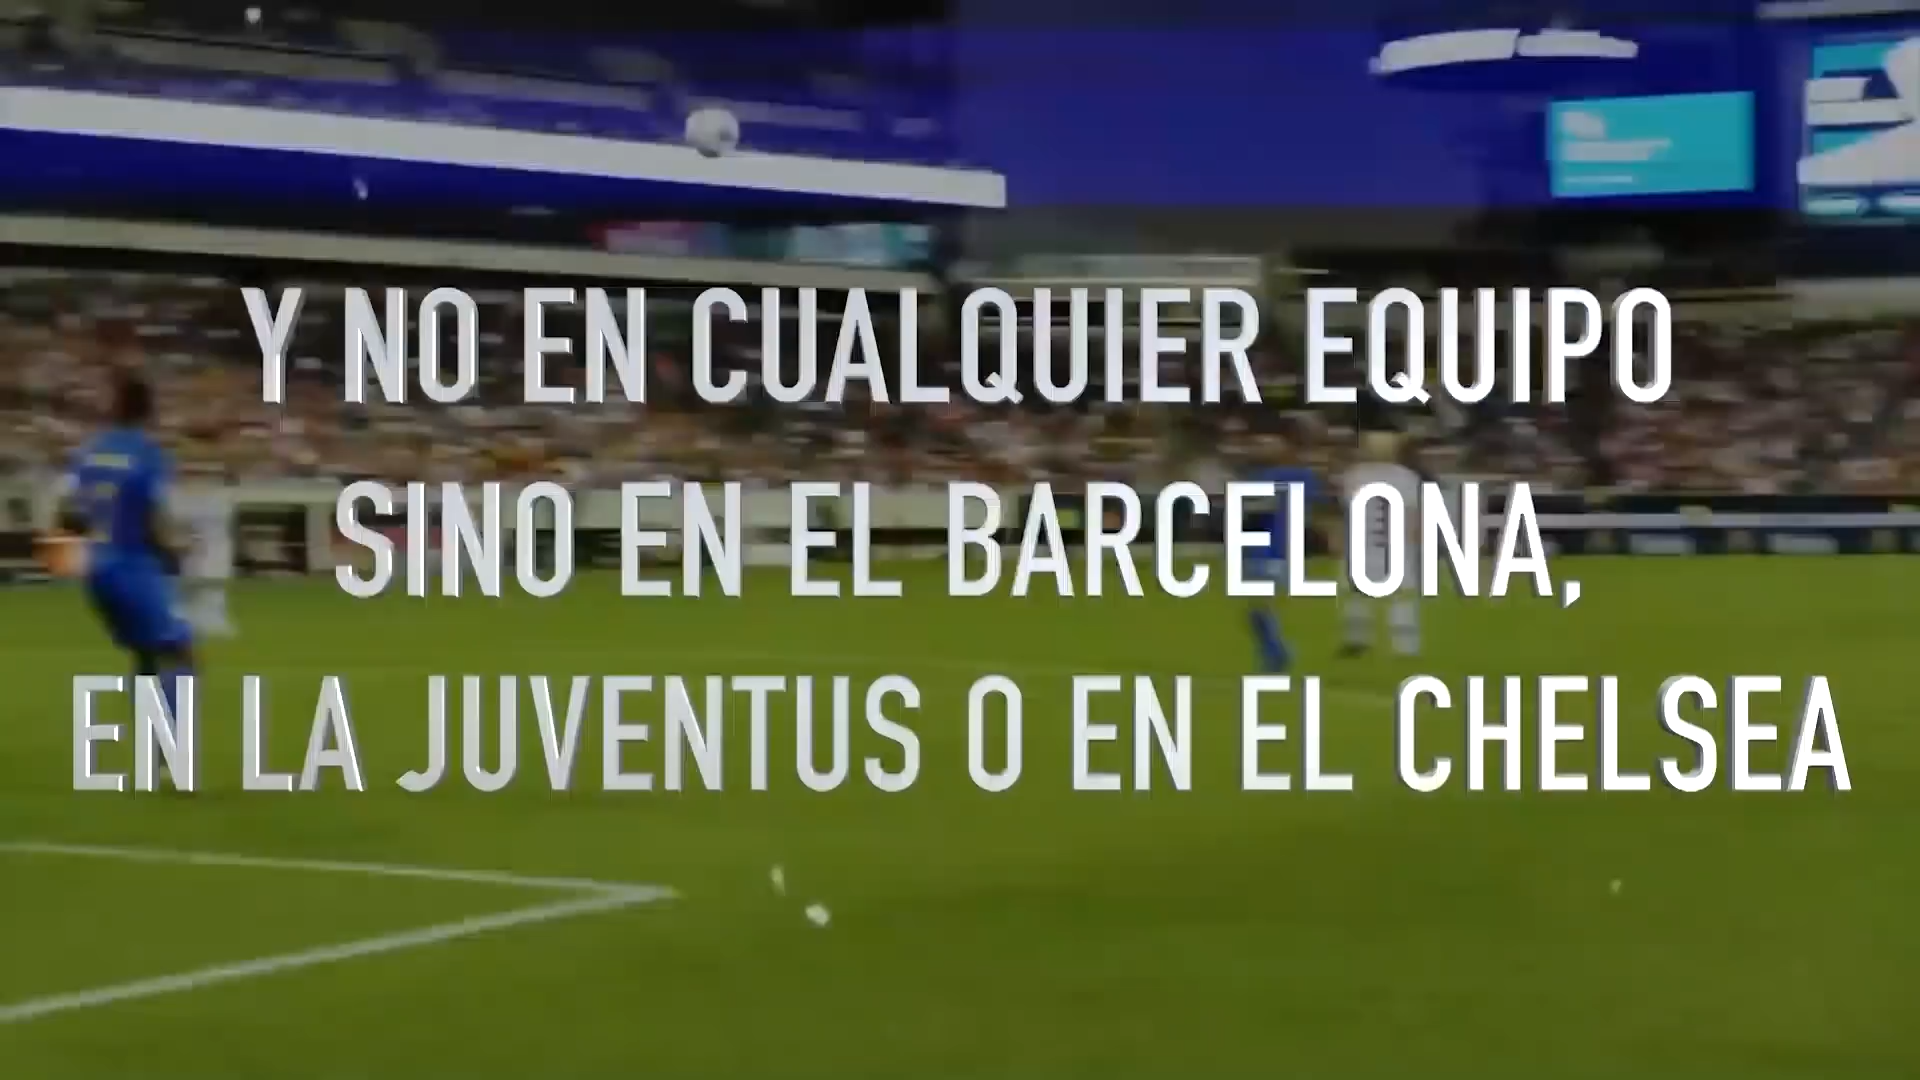 Y NO EN CUALQUIER EQUIPO
SINO EN EL BARCELONA,
EN LA JUVENTUS O EN EL CHELSEA